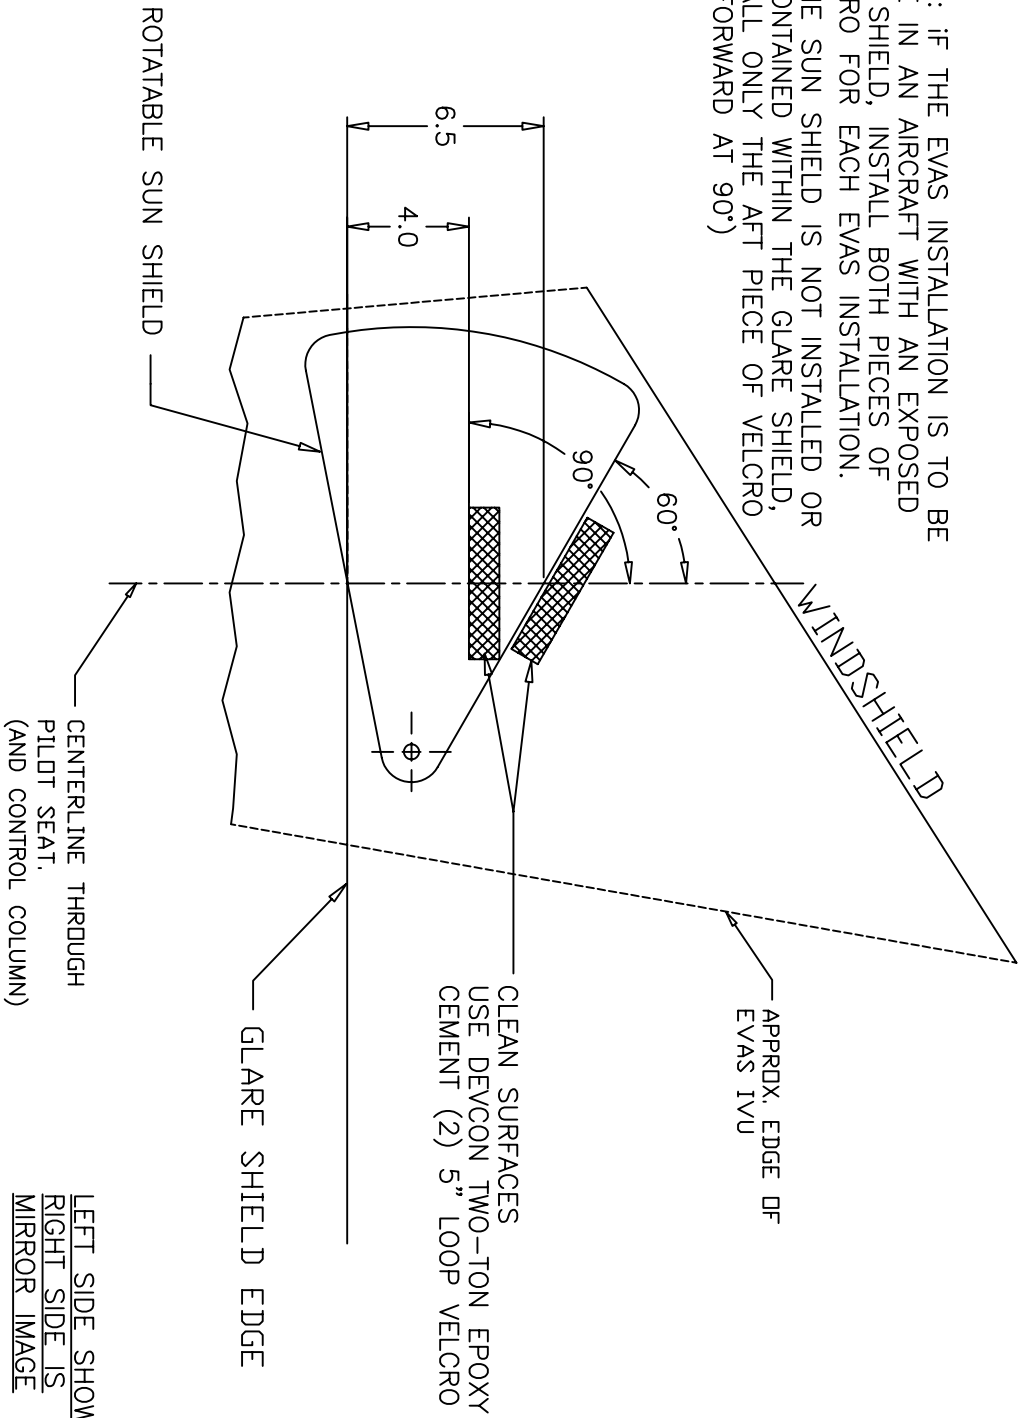 : iF THE EVAS INSTALLATION IS TO BE
IN AN AIRCRAFT WITH AN EXPOSED
SHIELD, INSTALL BOTH PIECES OF
RO FOR EACH EVAS INSTALLATION.
HE SUN SHIELD IS NOT INSTALLED OR
ONTAINED WITHIN THE GLARE SHIELD,
ALL ONLY THE AFT PIECE OF VELCRO
FORWARD AT 90°)
WINDSHIELD
APPROX. EDGE OF
EVAS IVU
60°
90°
6.5
4.0
CLEAN SURFACES
USE DEVCON TWO-TON EPOXY
CEMENT (2) 5" LOOP VELCRO
ROTATABLE SUN SHIELD
GLARE SHIELD EDGE
CENTERLINE THROUGH
PILOT SEAT.
(AND CONTROL COLUMN)
LEFT SIDE SHOW
RIGHT SIDE IS
MIRROR IMAGE